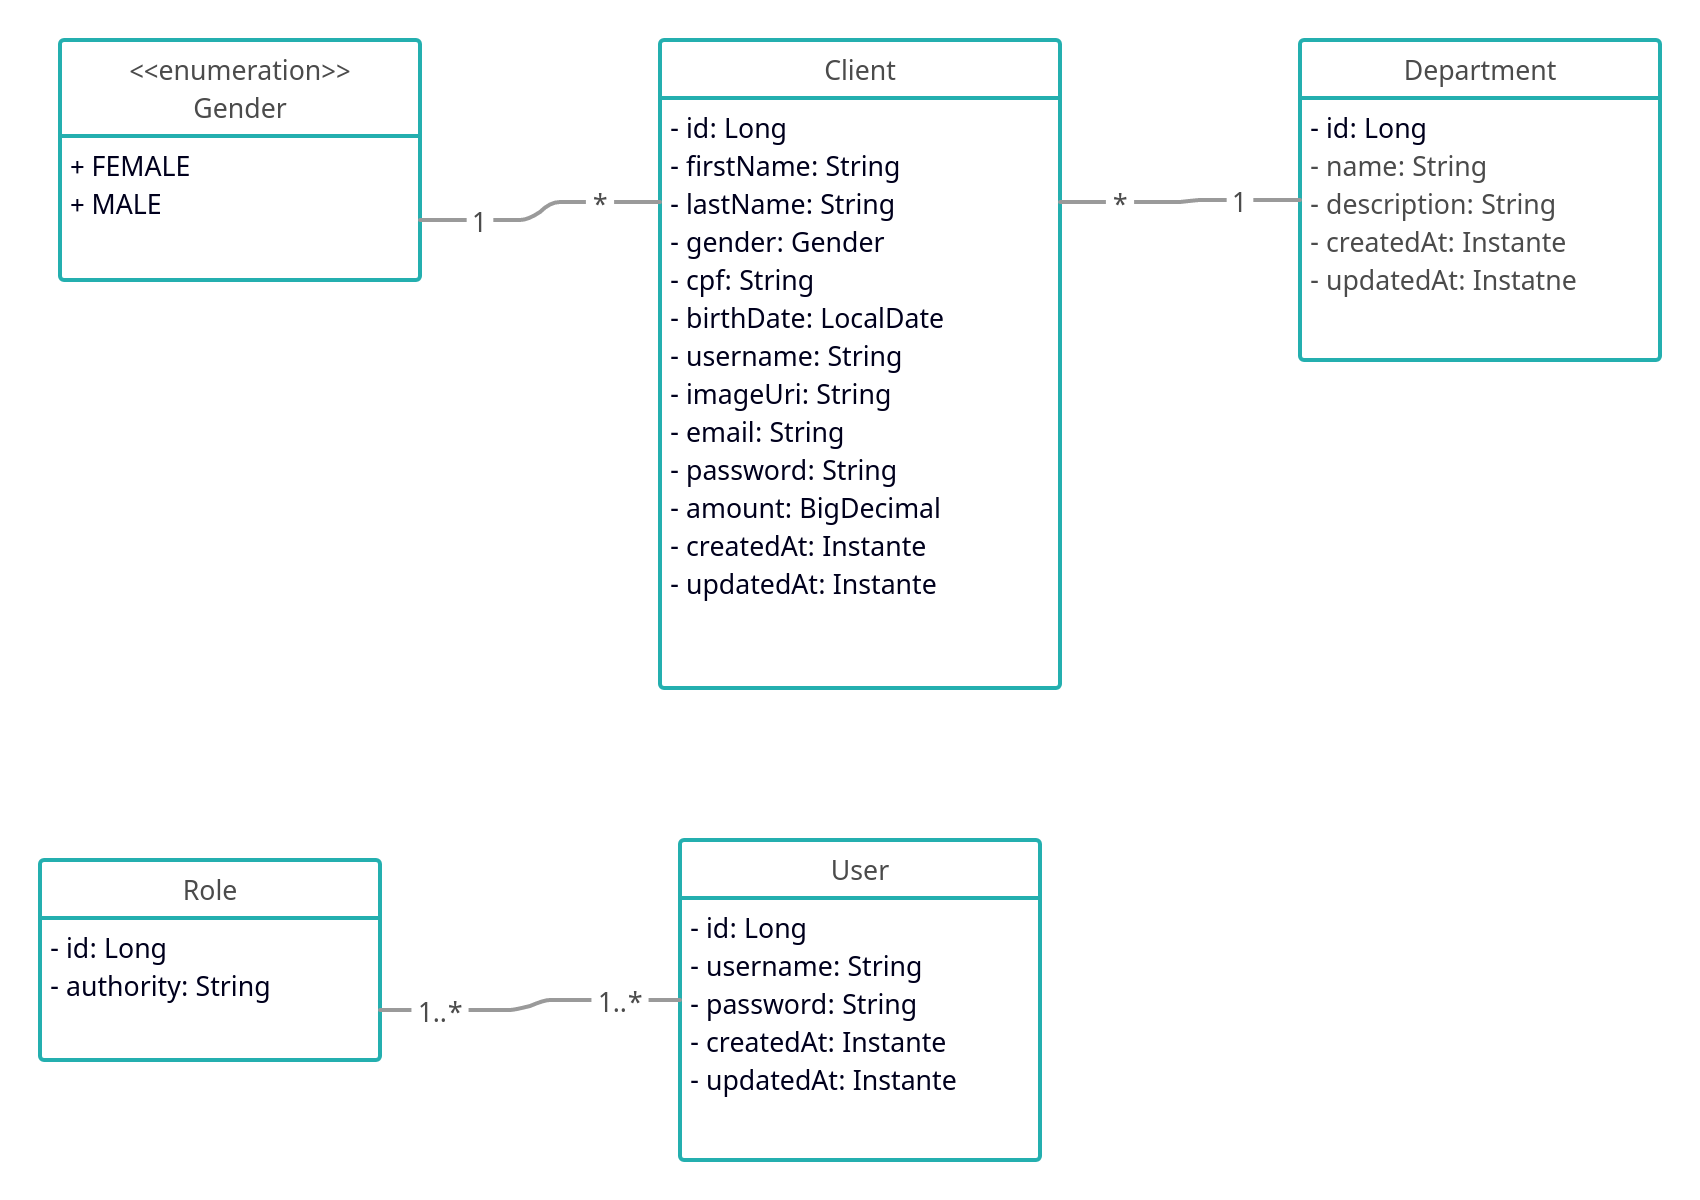 <<enumeration>>
Gender
+ FEMALE
+ MALE
1
*
Client
- id: Long
- firstName: String
- lastName: String
- gender: Gender
- cpf: String
- birthDate: LocalDate
- username: String
- imageUri: String
- email: String
- password: String
- amount: BigDecimal
- createdAt: Instante
- updatedAt: Instante
*
1
Department
- id: Long
- name: String
- description: String
- createdAt: Instante
- updatedAt: Instatne
Role
- id: Long
- authority: String
1..*
1..*
User
- id: Long
- username: String
- password: String
- createdAt: Instante
- updatedAt: Instante